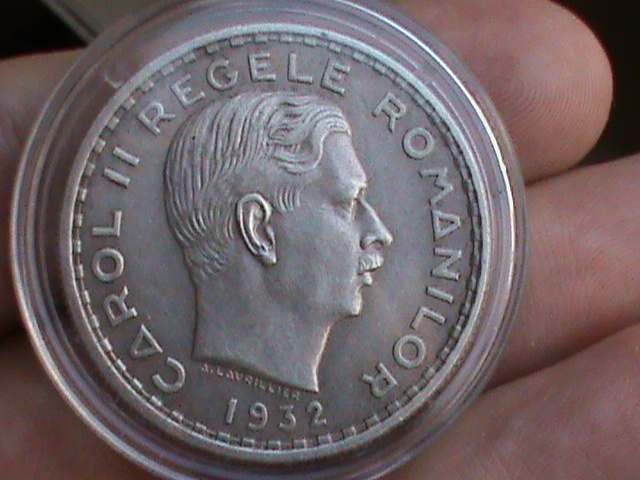 CAROL II REGELE ROMANILOR
A. LAVRILLIER
1932